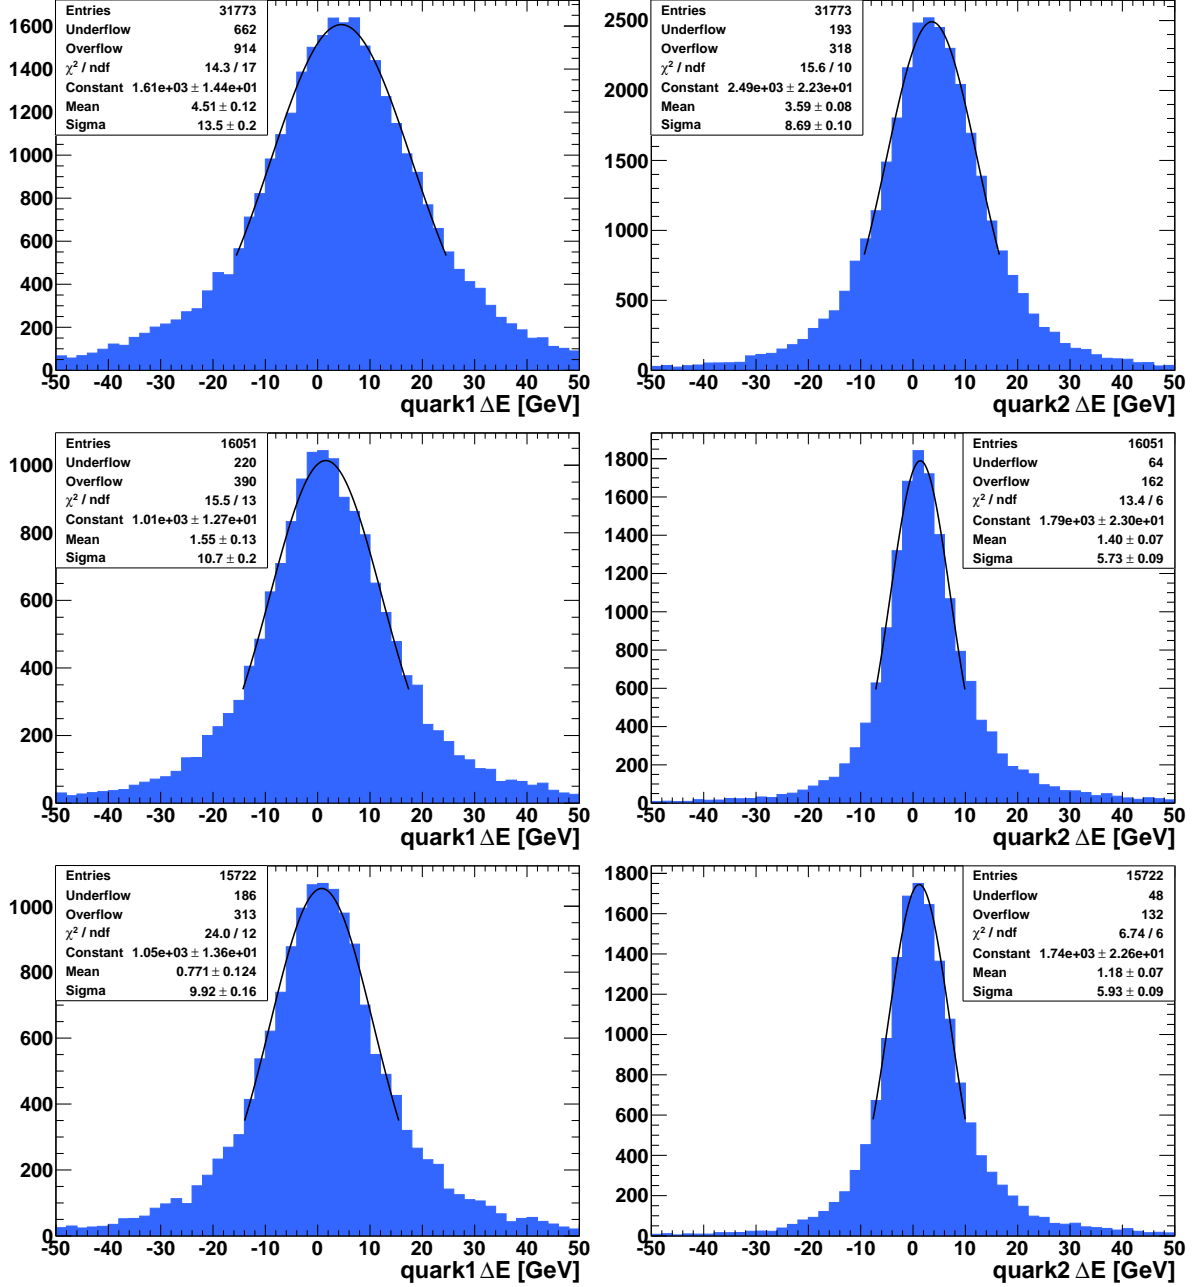 Entries 31773
Underflow 662
Overflow 914
χ² / ndf 14.3 / 17
Constant 1.61e+03 ± 1.44e+01
Mean 4.51 ± 0.12
Sigma 13.5 ± 0.2
1600
1400
1200
1000
800
600
400
200
0
-50 -40 -30 -20 -10 0 10 20 30 40 50
quark1 ΔE [GeV]
Entries 31773
Underflow 193
Overflow 318
χ² / ndf 15.6 / 10
Constant 2.49e+03 ± 2.23e+01
Mean 3.59 ± 0.08
Sigma 8.69 ± 0.10
2500
2000
1500
1000
500
0
-50 -40 -30 -20 -10 0 10 20 30 40 50
quark2 ΔE [GeV]
Entries 16051
Underflow 220
Overflow 390
χ² / ndf 15.5 / 13
Constant 1.01e+03 ± 1.27e+01
Mean 1.55 ± 0.13
Sigma 10.7 ± 0.2
1000
800
600
400
200
0
-50 -40 -30 -20 -10 0 10 20 30 40 50
quark1 ΔE [GeV]
Entries 16051
Underflow 64
Overflow 162
χ² / ndf 13.4 / 6
Constant 1.79e+03 ± 2.30e+01
Mean 1.40 ± 0.07
Sigma 5.73 ± 0.09
1800
1600
1400
1200
1000
800
600
400
200
0
-50 -40 -30 -20 -10 0 10 20 30 40 50
quark2 ΔE [GeV]
Entries 15722
Underflow 186
Overflow 313
χ² / ndf 24.0 / 12
Constant 1.05e+03 ± 1.36e+01
Mean 0.771 ± 0.124
Sigma 9.92 ± 0.16
1000
800
600
400
200
0
-50 -40 -30 -20 -10 0 10 20 30 40 50
quark1 ΔE [GeV]
Entries 15722
Underflow 48
Overflow 132
χ² / ndf 6.74 / 6
Constant 1.74e+03 ± 2.26e+01
Mean 1.18 ± 0.07
Sigma 5.93 ± 0.09
1800
1600
1400
1200
1000
800
600
400
200
0
-50 -40 -30 -20 -10 0 10 20 30 40 50
quark2 ΔE [GeV]